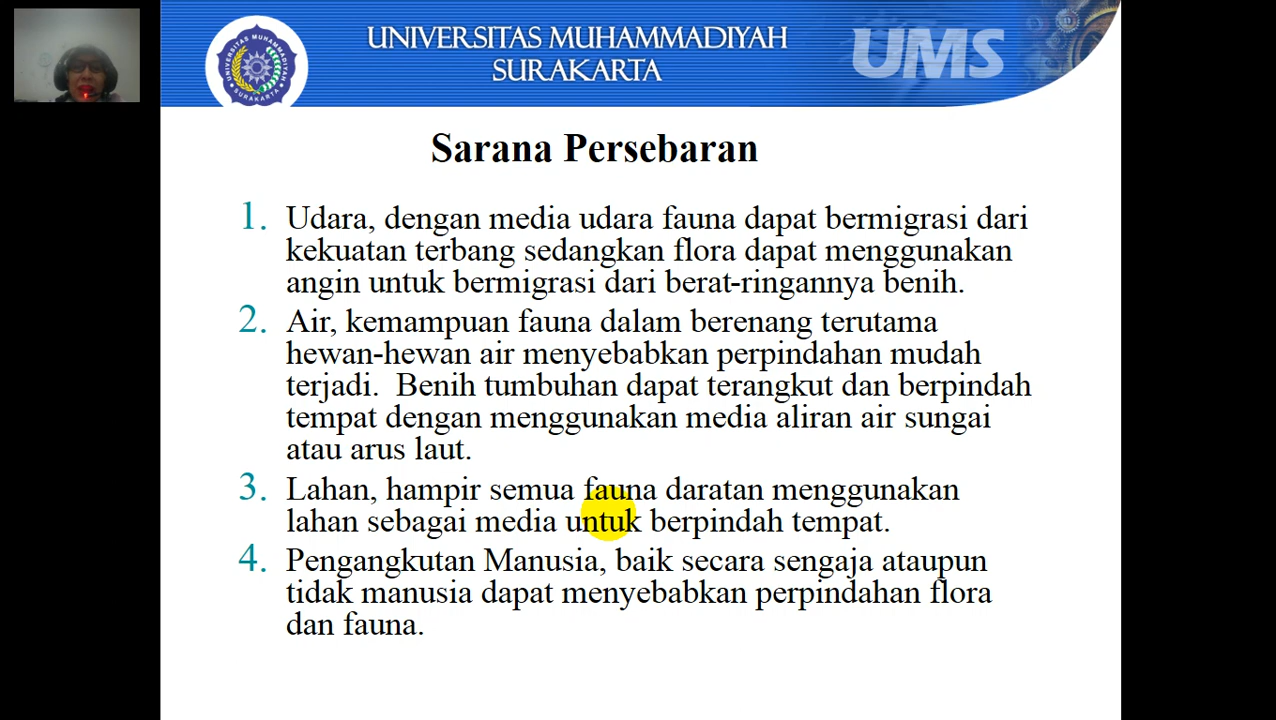 UNIVERSITAS MUHAMMADIYAH
SURAKARTA
UMS
UNIVERSITAS MUHAMMADIYAH
SURAKARTA
Sarana Persebaran
1. Udara, dengan media udara fauna dapat bermigrasi dari
kekuatan terbang sedangkan flora dapat menggunakan
angin untuk bermigrasi dari berat-ringannya benih.
2. Air, kemampuan fauna dalam berenang terutama
hewan-hewan air menyebabkan perpindahan mudah
terjadi. Benih tumbuhan dapat terangkut dan berpindah
tempat dengan menggunakan media aliran air sungai
atau arus laut.
3. Lahan, hampir semua fauna daratan menggunakan
lahan sebagai media untuk berpindah tempat.
4. Pengangkutan Manusia, baik secara sengaja ataupun
tidak manusia dapat menyebabkan perpindahan flora
dan fauna.